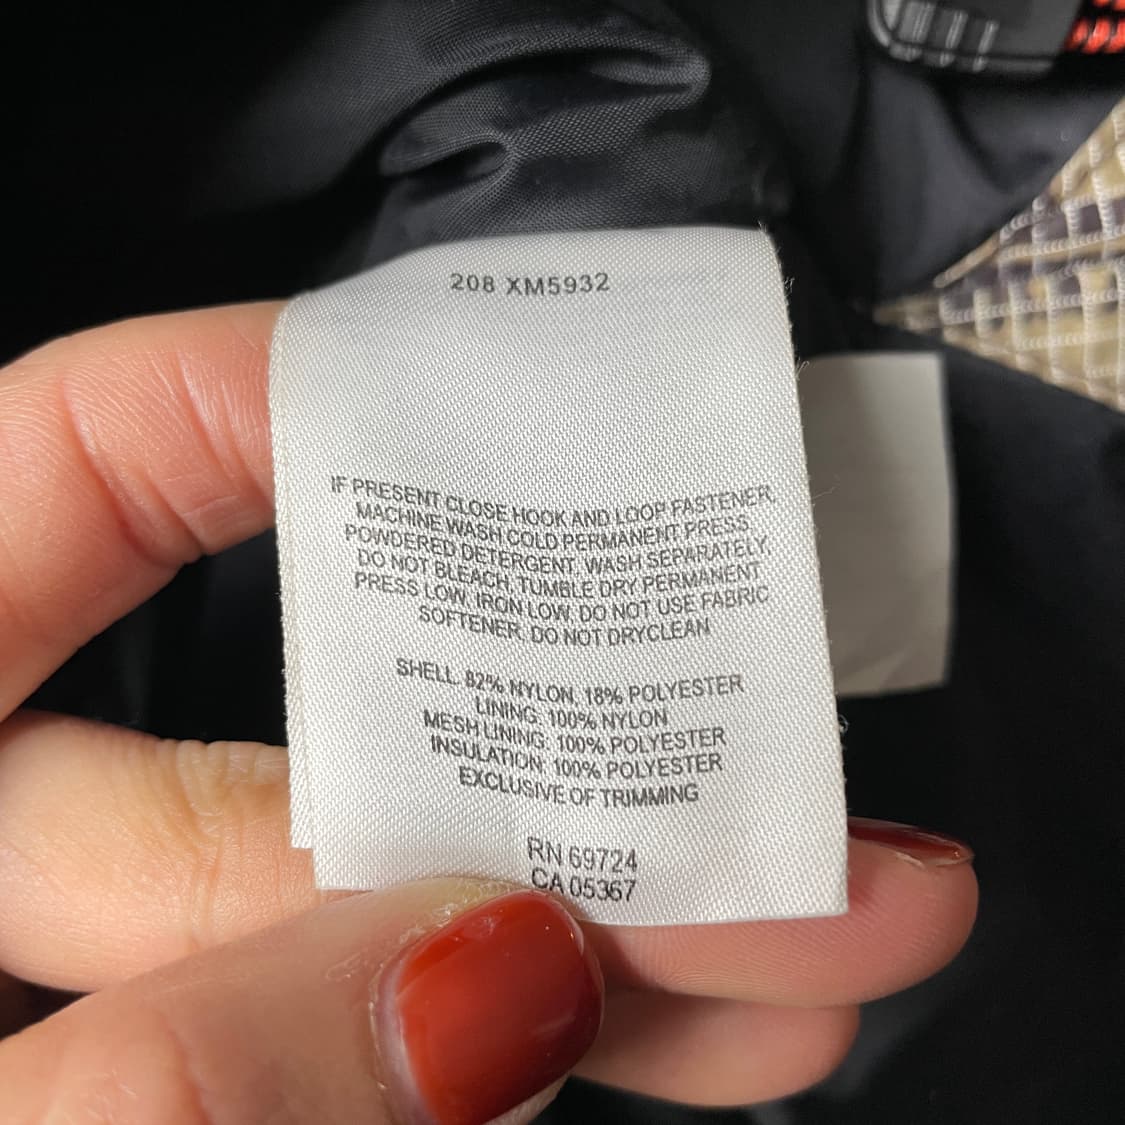 208 XM5932
IF PRESENT CLOSE HOOK AND LOOP FASTENER,
MACHINE WASH COLD PERMANENT PRESS,
POWDERED DETERGENT, WASH SEPARATELY,
DO NOT BLEACH, TUMBLE DRY PERMANENT
PRESS LOW, IRON LOW, DO NOT USE FABRIC
SOFTENER, DO NOT DRYCLEAN
SHELL: 82% NYLON, 18% POLYESTER
LINING: 100% NYLON
MESH LINING: 100% POLYESTER
INSULATION: 100% POLYESTER
EXCLUSIVE OF TRIMMING
RN 69724
CA 05367